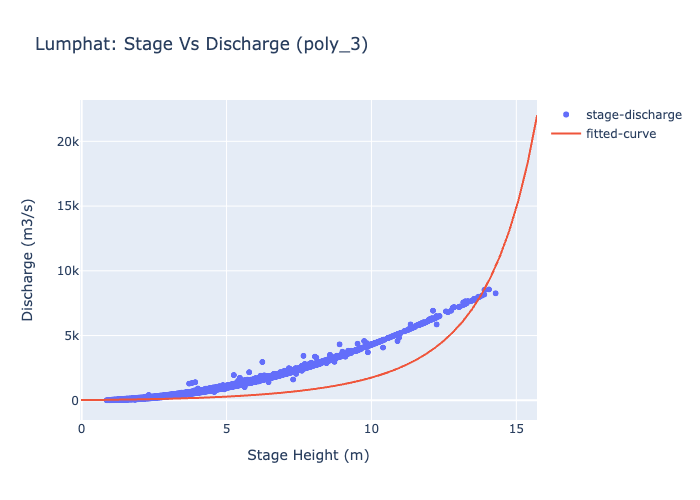 Lumphat: Stage Vs Discharge (poly_3)
stage-discharge
fitted-curve
20k
15k
10k
5k
0
Discharge (m3/s)
0 5 10 15
Stage Height (m)